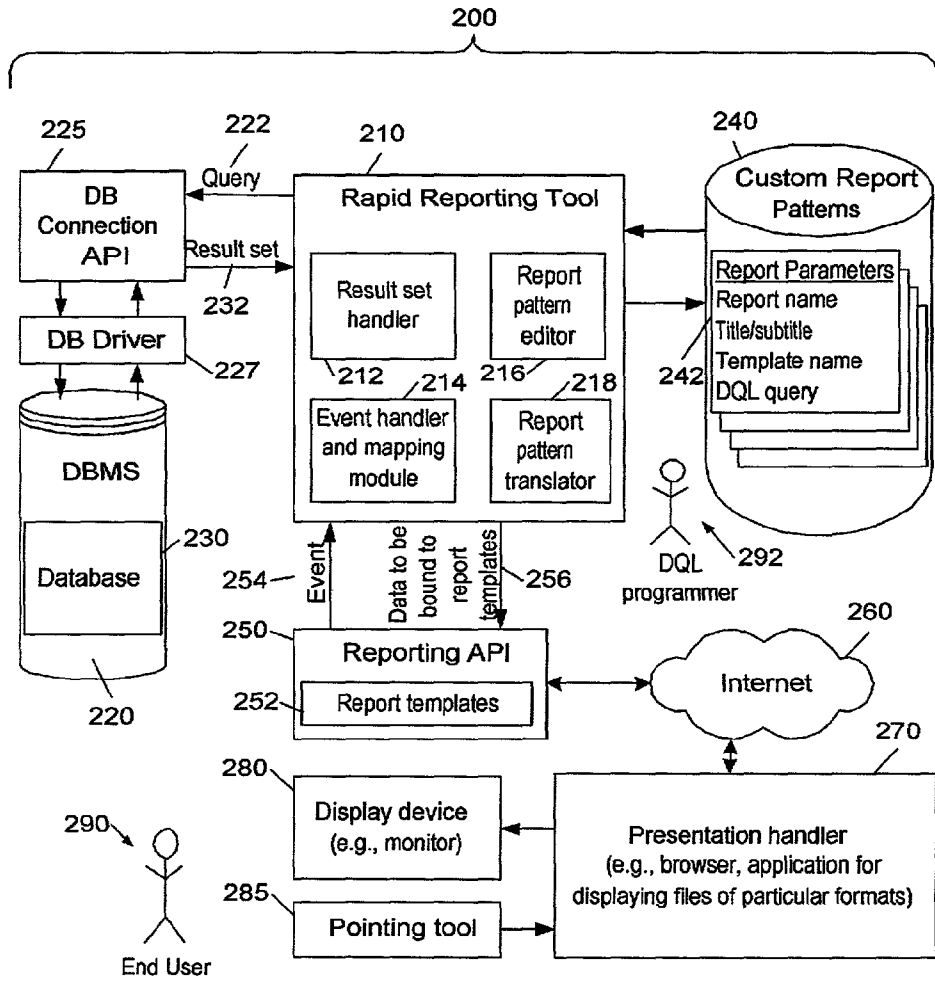 200
225
222
210
240
Query
DB
Connection
API
Result set
232
Rapid Reporting Tool
Custom Report
Patterns
Result set
handler
Report
pattern
editor
Report Parameters
Report name
Title/subtitle
Template name
DQL query
242
DB Driver
227
212
214
216
218
Event handler
and mapping
module
Report
pattern
translator
DBMS
230
Database
220
254
Event
Data to be
bound to
report
templates
256
DQL
programmer
292
250
Reporting API
252
Report templates
260
Internet
270
280
Display device
(e.g., monitor)
Presentation handler
(e.g., browser, application for
displaying files of particular formats)
290
285
Pointing tool
End User